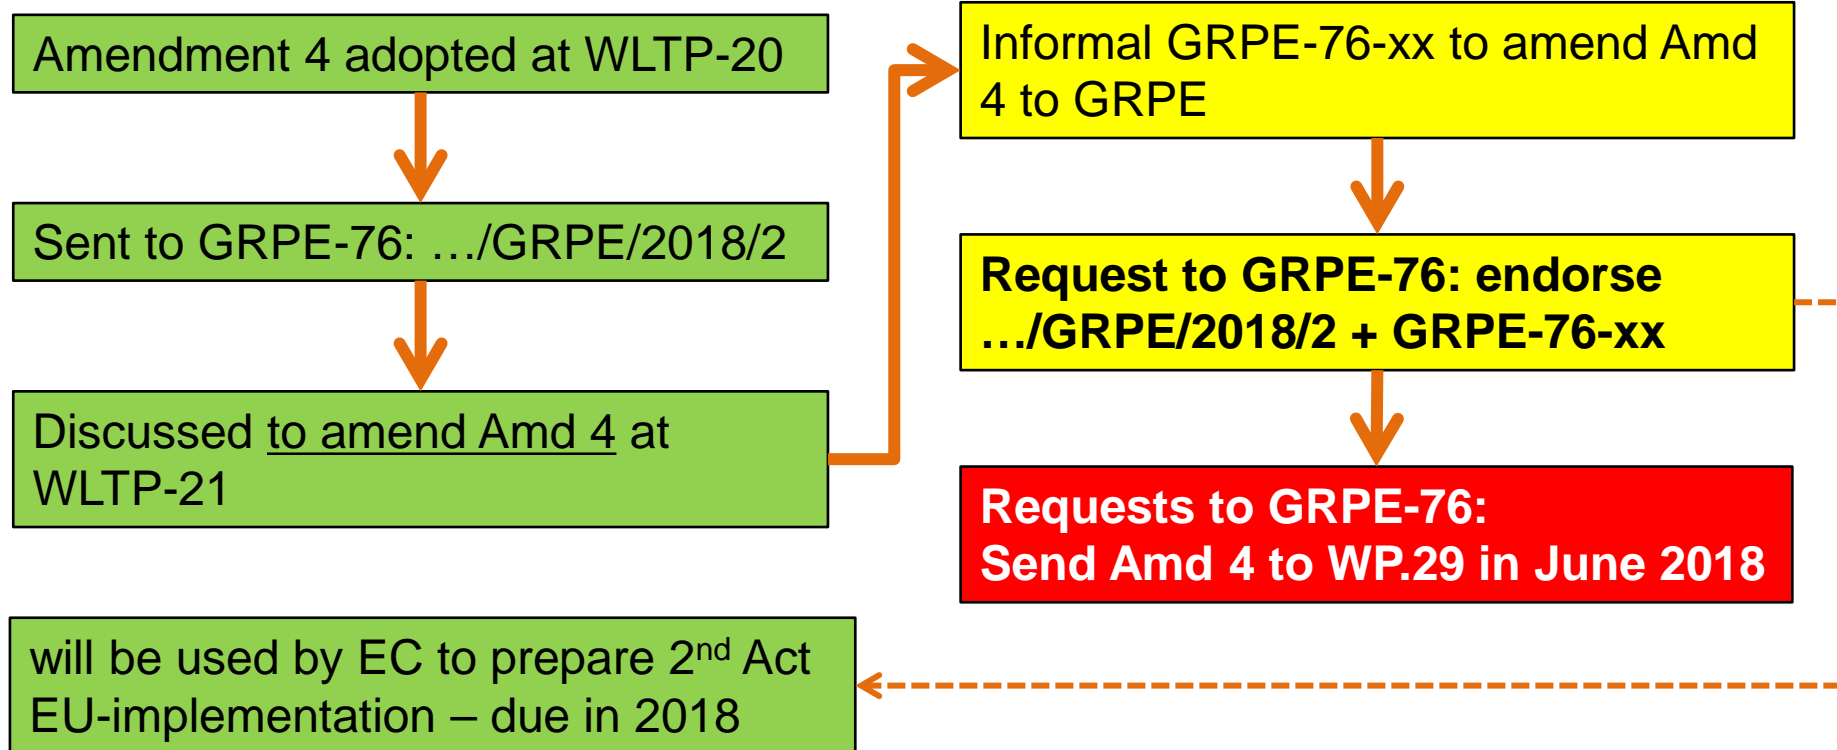 Amendment 4 adopted at WLTP-20
Sent to GRPE-76: …/GRPE/2018/2
Discussed to amend Amd 4 at
WLTP-21
Informal GRPE-76-xx to amend Amd
4 to GRPE
Request to GRPE-76: endorse
…/GRPE/2018/2 + GRPE-76-xx
Requests to GRPE-76:
Send Amd 4 to WP.29 in June 2018
will be used by EC to prepare 2nd Act
EU-implementation – due in 2018